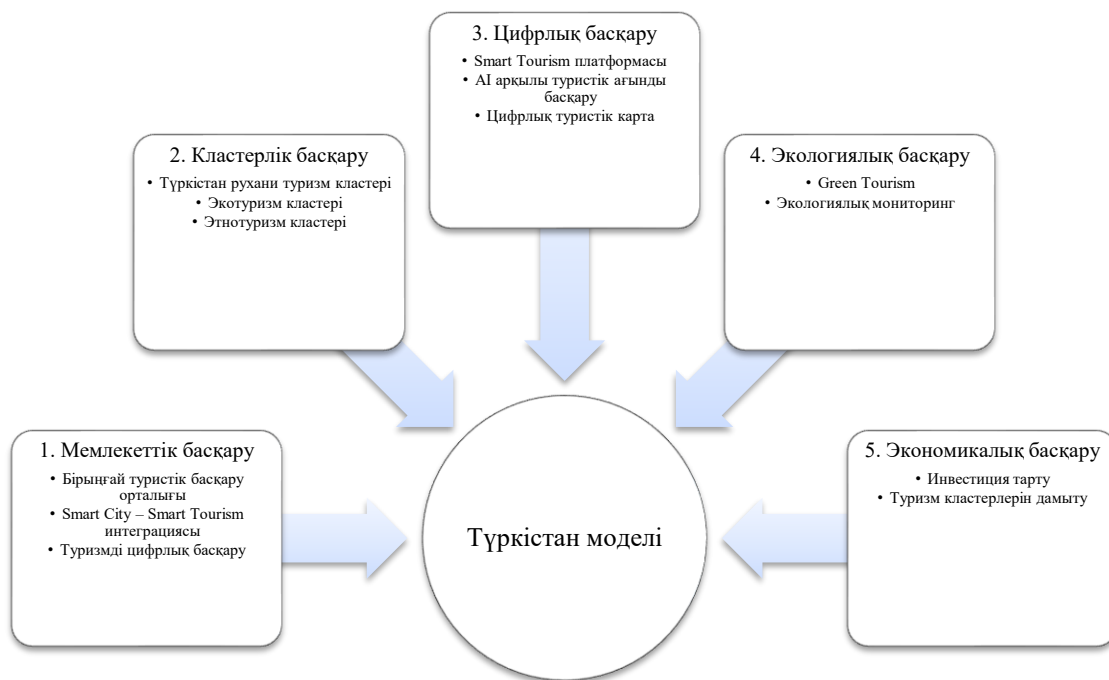 3. Цифрлық басқару
• Smart Tourism платформасы
• AI арқылы туристік ағынды
басқару
• Цифрлық туристік карта
2. Кластерлік басқару
• Түркістан рухани туризм кластері
• Экотуризм кластері
• Этнотуризм кластері
4. Экологиялық басқару
• Green Tourism
• Экологиялық мониторинг
1. Мемлекеттік басқару
• Бірыңғай туристік басқару
орталығы
• Smart City – Smart Tourism
интеграциясы
• Туризмді цифрлық басқару
5. Экономикалық басқару
• Инвестиция тарту
• Туризм кластерлерін дамыту
Түркістан моделі